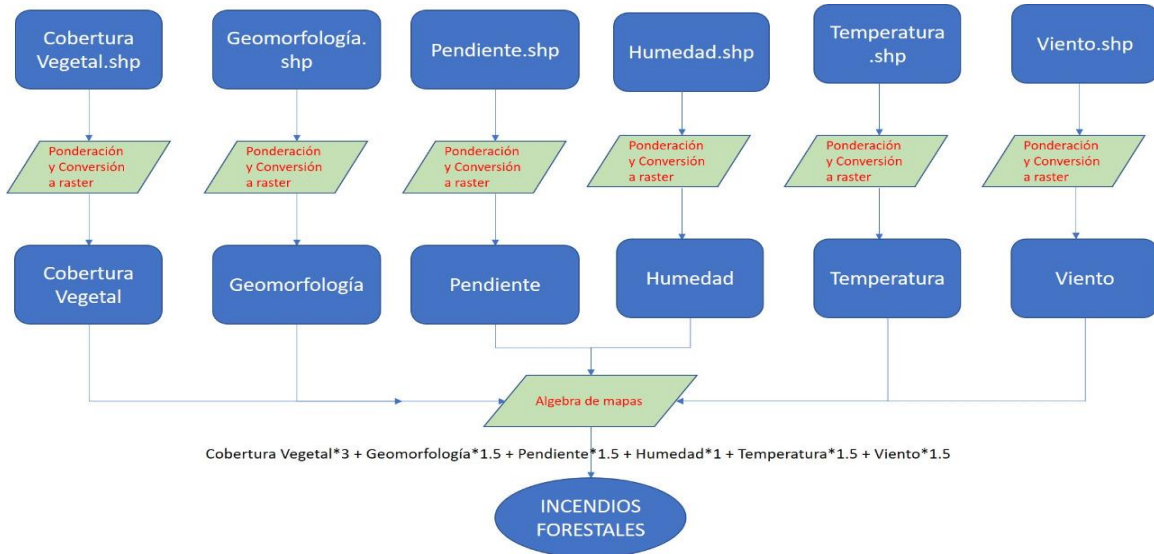 Cobertura
Vegetal.shp
Geomorfología.
shp
Pendiente.shp
Humedad.shp
Temperatura
.shp
Viento.shp
Ponderación
y Conversión
a raster
Ponderación
y Conversión
a raster
Ponderación
y Conversión
a raster
Ponderación
y Conversión
a raster
Ponderación
y Conversión
a raster
Ponderación
y Conversión
a raster
Cobertura
Vegetal
Geomorfología
Pendiente
Humedad
Temperatura
Viento
Algebra de mapas
Cobertura Vegetal*3 + Geomorfología*1.5 + Pendiente*1.5 + Humedad*1 + Temperatura*1.5 + Viento*1.5
INCENDIOS
FORESTALES